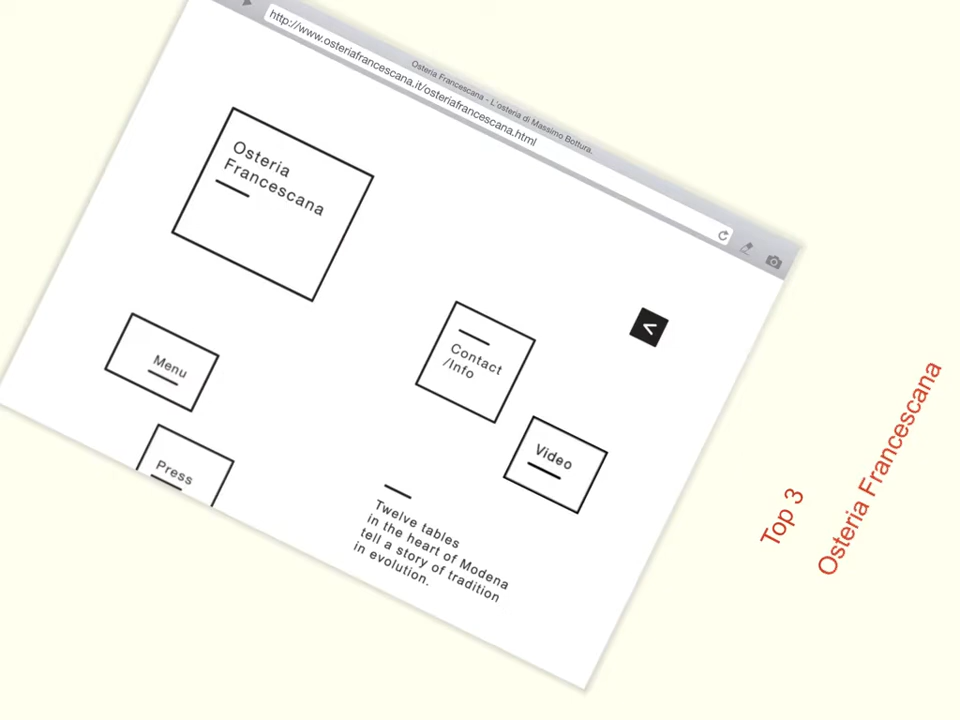 Osteria Francescana - L'osteria di Massimo Bottura.
http://www.osteriafrancescana.it/osteriafrancescana.html
Osteria
Francescana
Menu
Press
Contact
/Info
Video
Twelve tables
in the heart of Modena
tell a story of tradition
in evolution.
Top 3
Osteria Francescana